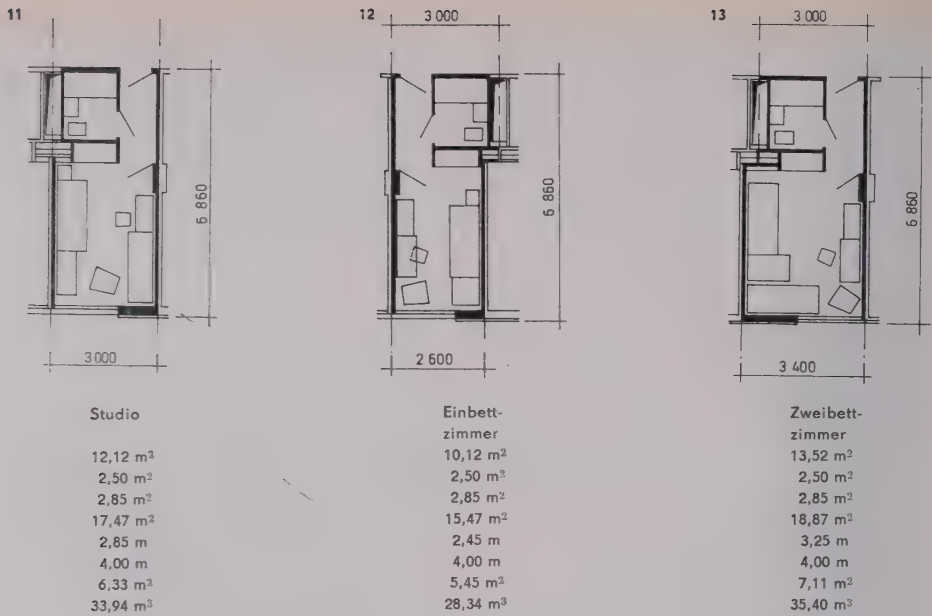 11
6 860
3 000
Studio
12,12 m²
2,50 m²
2,85 m²
17,47 m²
2,85 m
4,00 m
6,33 m²
33,94 m³
12
3 000
6 860
2 600
Einbett-
zimmer
10,12 m²
2,50 m²
2,85 m²
15,47 m²
2,45 m
4,00 m
5,45 m²
28,34 m³
13
3 000
6 860
3 400
Zweibett-
zimmer
13,52 m²
2,50 m²
2,85 m²
18,87 m²
3,25 m
4,00 m
7,11 m²
35,40 m³